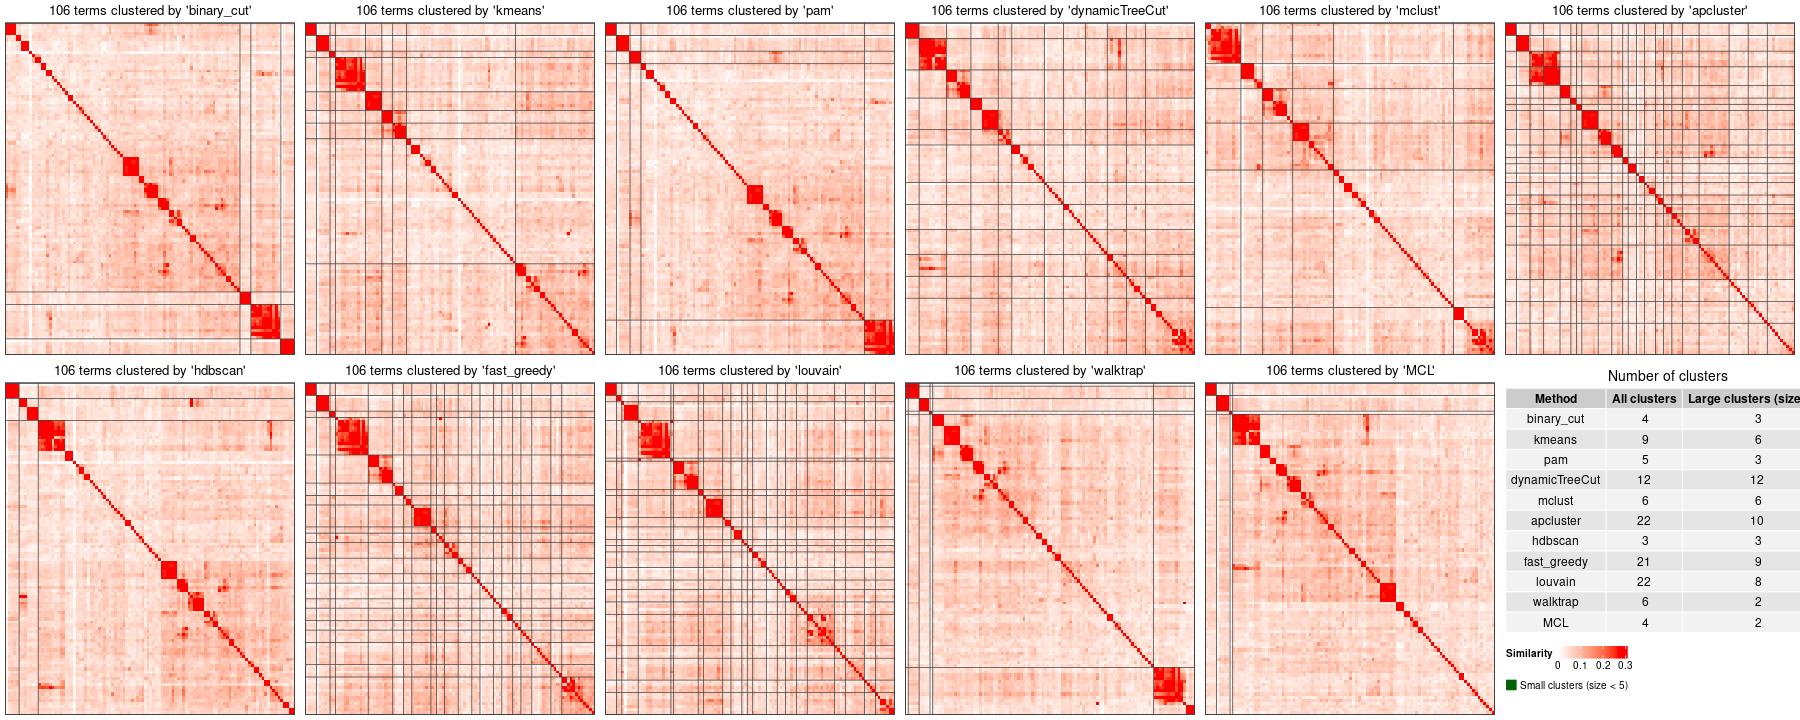 106 terms clustered by 'binary_cut'
106 terms clustered by 'kmeans'
106 terms clustered by 'pam'
106 terms clustered by 'dynamicTreeCut'
106 terms clustered by 'mclust'
106 terms clustered by 'apcluster'
106 terms clustered by 'hdbscan'
106 terms clustered by 'fast_greedy'
106 terms clustered by 'louvain'
106 terms clustered by 'walktrap'
106 terms clustered by 'MCL'
Number of clusters
Method All clusters Large clusters (size
binary_cut 4 3
kmeans 9 6
pam 5 3
dynamicTreeCut 12 12
mclust 6 6
apcluster 22 10
hdbscan 3 3
fast_greedy 21 9
louvain 22 8
walktrap 6 2
MCL 4 2
Similarity
0 0.1 0.2 0.3
Small clusters (size < 5)